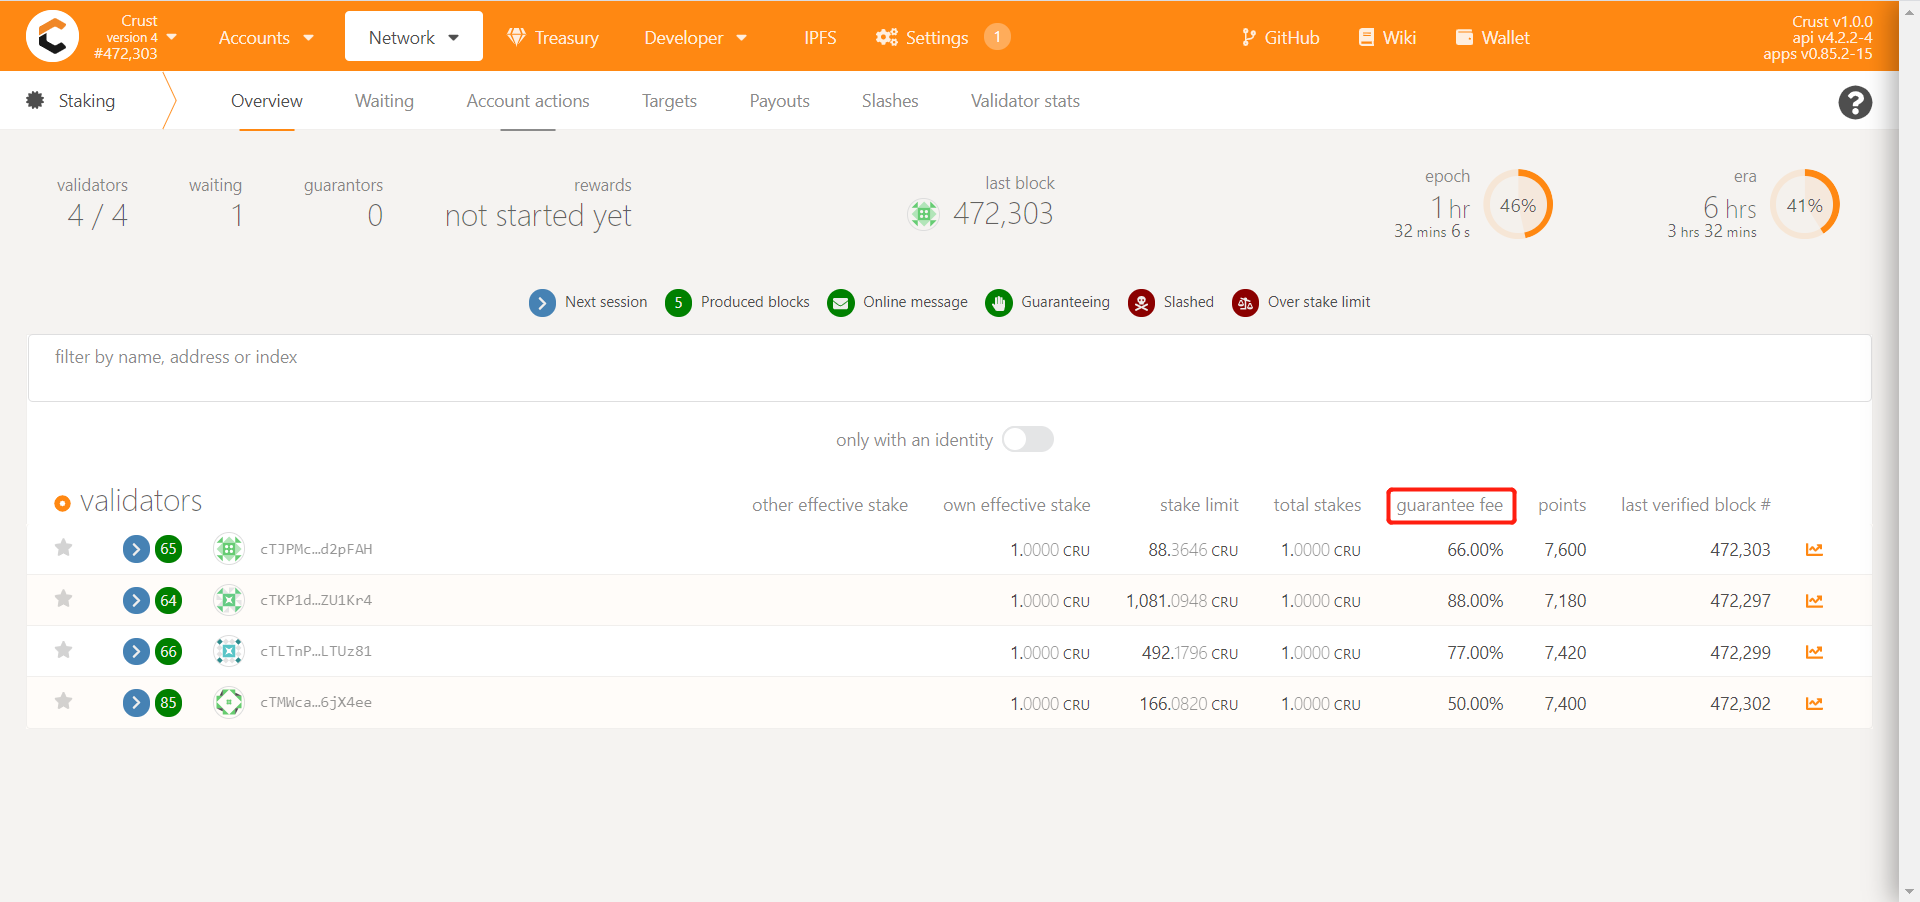 Crust
version 4
#472,303
Accounts
Network
Treasury
Developer
IPFS
Settings 1
GitHub
Wiki
Wallet
Crust v1.0.0
api v4.2.2-4
apps v0.85.2-15
Staking
Overview
Waiting
Account actions
Targets
Payouts
Slashes
Validator stats
?
validators
4 / 4
waiting
1
guarantors
0
rewards
not started yet
last block
472,303
epoch
1 hr
32 mins 6 s
46%
era
6 hrs
3 hrs 32 mins
41%
Next session
5 Produced blocks
Online message
Guaranteeing
Slashed
Over stake limit
filter by name, address or index
only with an identity
validators other effective stake own effective stake stake limit total stakes guarantee fee points last verified block #
65 cTJPMc…d2pFAH 1.0000 CRU 88.3646 CRU 1.0000 CRU 66.00% 7,600 472,303
64 cTKP1d…ZU1Kr4 1.0000 CRU 1,081.0948 CRU 1.0000 CRU 88.00% 7,180 472,297
66 cTLTnP…LTUz81 1.0000 CRU 492.1796 CRU 1.0000 CRU 77.00% 7,420 472,299
85 cTMWca…6jX4ee 1.0000 CRU 166.0820 CRU 1.0000 CRU 50.00% 7,400 472,302